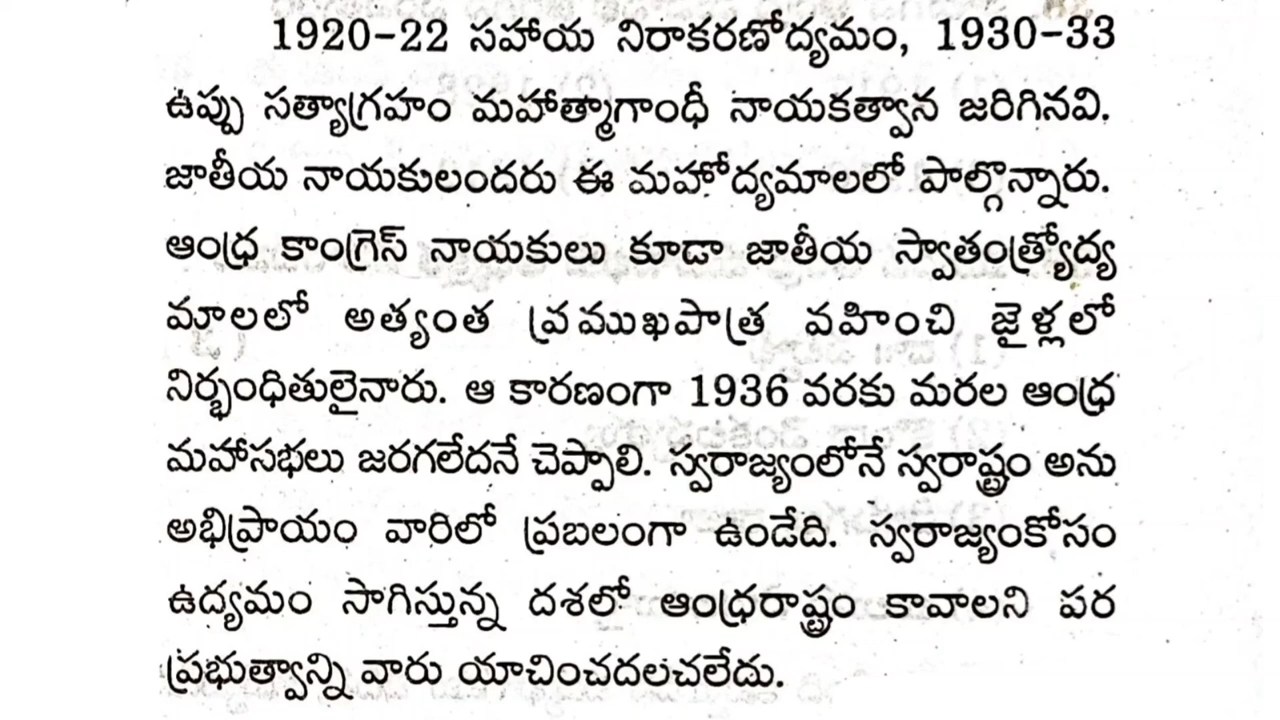 1920-22 సహాయ నిరాకరణోద్యమం, 1930-33
ఉప్పు సత్యాగ్రహం మహాత్మాగాంధీ నాయకత్వాన జరిగినవి.
జాతీయ నాయకులందరు ఈ మహోద్యమాలలో పాల్గొన్నారు.
ఆంధ్ర కాంగ్రెస్ నాయకులు కూడా జాతీయ స్వాతంత్ర్యోద్య
మాలలో అత్యంత ప్రముఖపాత్ర వహించి జైళ్లలో
నిర్బంధితులైనారు. ఆ కారణంగా 1936 వరకు మరల ఆంధ్ర
మహాసభలు జరగలేదనే చెప్పాలి. స్వరాజ్యంలోనే స్వరాష్ట్రం అను
అభిప్రాయం వారిలో ప్రబలంగా ఉండేది. స్వరాజ్యంకోసం
ఉద్యమం సాగిస్తున్న దశలో ఆంధ్రరాష్ట్రం కావాలని పర
ప్రభుత్వాన్ని వారు యాచించదలచలేదు.